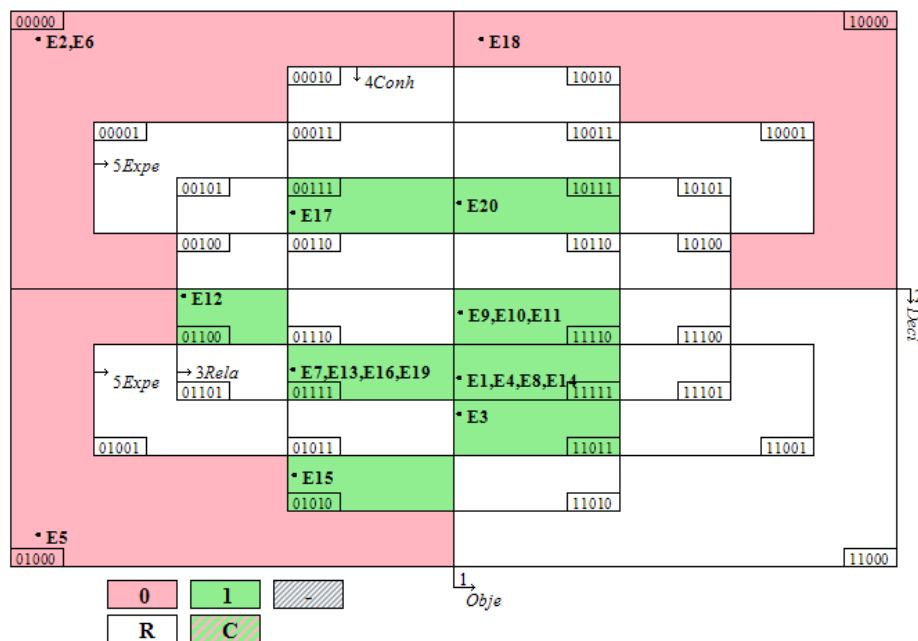 00000 10000
E2,E6 E18
00010 4Conh 10010
00001 00011 10011 10001
5Expe
00101 00111 10111 10101
E17 E20
00100 00110 10110 10100
E12 E9,E10,E11 2
Deci
01100 01110 11110 11100
5Expe 3Rela E7,E13,E16,E19 E1,E4,E8,E14
01101 01111 11111 11101
E3
01001 01011 11011 11001
E15
01010 11010
E5
01000 11000
1
Obje
0 1 -
R C